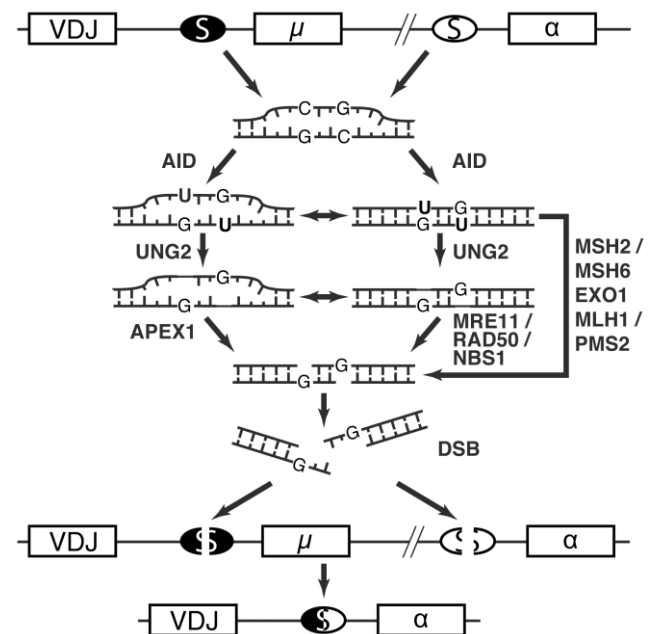 VDJ S μ // S α
C G
G C
AID AID
U G U G
G U G U
UNG2 UNG2
MSH2 /
MSH6
EXO1
MLH1 /
PMS2
G G
G G
APEX1
MRE11 /
RAD50 /
NBS1
G
G
G
G
DSB
VDJ S μ // S α
VDJ S α